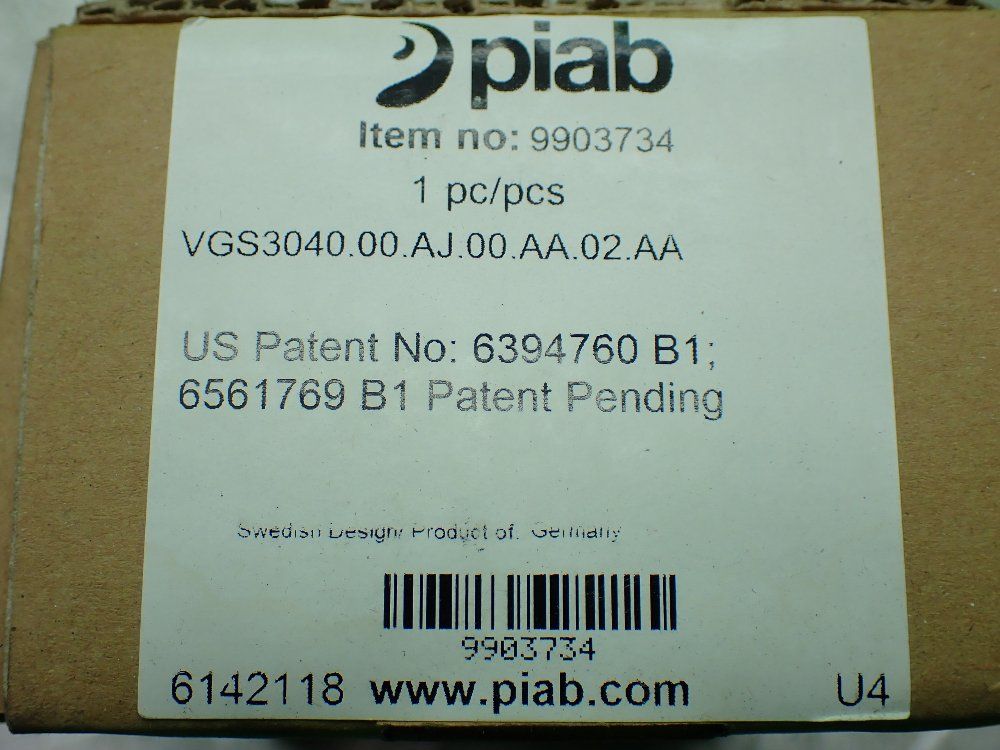 piab
Item no: 9903734
1 pc/pcs
VGS3040.00.AJ.00.AA.02.AA
US Patent No: 6394760 B1;
6561769 B1 Patent Pending
Swedish Design/ Product of: Germany
9903734
6142118 www.piab.com U4